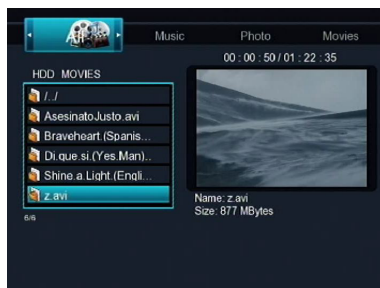 All
Music
Photo
Movies
00 : 00 : 50 / 01 : 22 : 35
HDD MOVIES
/../
AsesinatoJusto.avi
Braveheart.(Spanis...
Di.que.si.(Yes.Man)..
Shine.a.Light.(Engli...
z.avi
6/6
Name: z.avi
Size: 877 MBytes